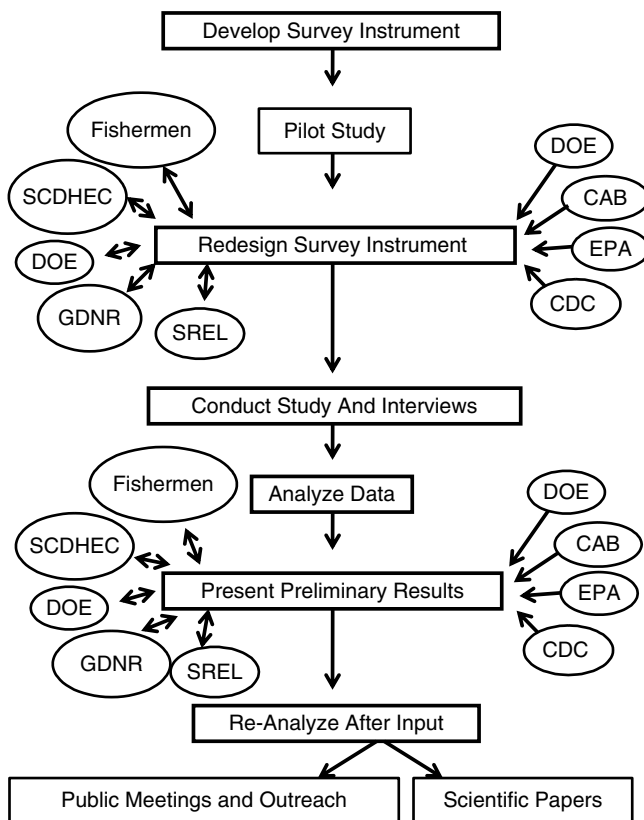 Develop Survey Instrument
Pilot Study
Fishermen
DOE
SCDHEC
CAB
Redesign Survey Instrument
DOE
EPA
GDNR
SREL
CDC
Conduct Study And Interviews
Fishermen
Analyze Data
DOE
SCDHEC
CAB
Present Preliminary Results
DOE
EPA
GDNR
SREL
CDC
Re-Analyze After Input
Public Meetings and Outreach
Scientific Papers